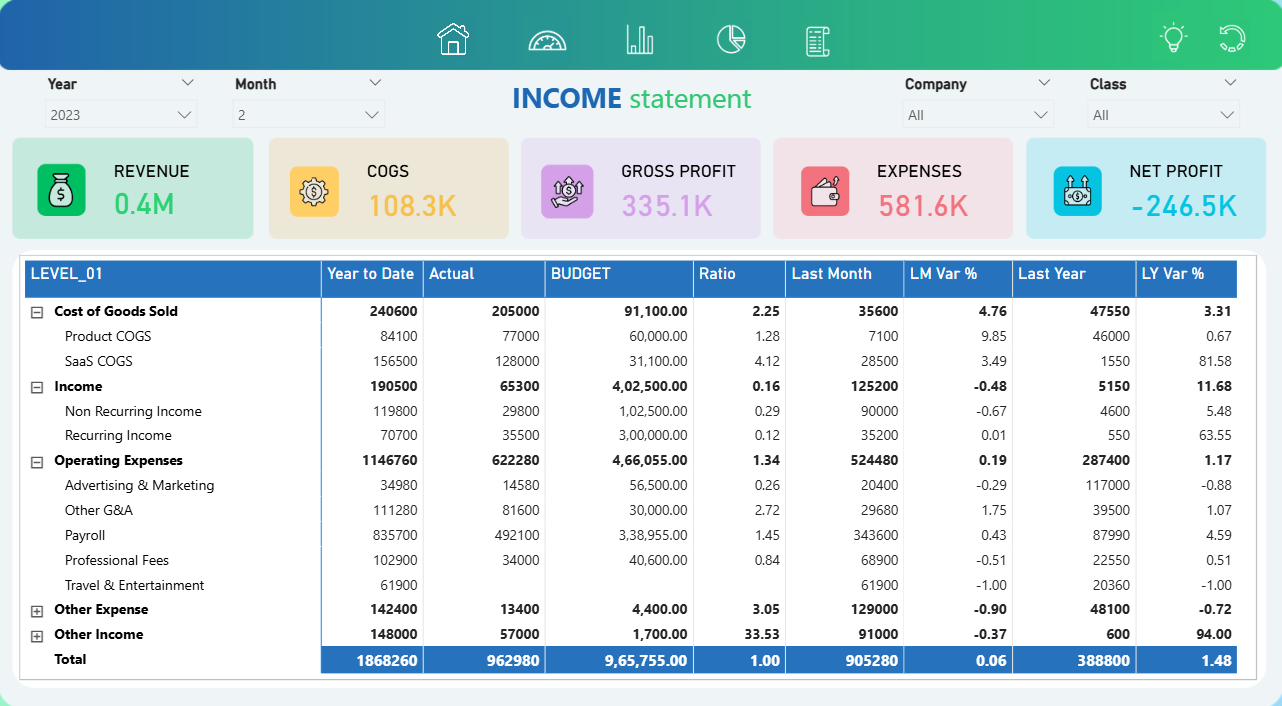 Year Month Company Class
INCOME statement
2023 2 All All
REVENUE COGS GROSS PROFIT EXPENSES NET PROFIT
0.4M 108.3K 335.1K 581.6K -246.5K
LEVEL_01 Year to Date Actual BUDGET Ratio Last Month LM Var % Last Year LY Var %
Cost of Goods Sold 240600 205000 91,100.00 2.25 35600 4.76 47550 3.31
Product COGS 84100 77000 60,000.00 1.28 7100 9.85 46000 0.67
SaaS COGS 156500 128000 31,100.00 4.12 28500 3.49 1550 81.58
Income 190500 65300 4,02,500.00 0.16 125200 -0.48 5150 11.68
Non Recurring Income 119800 29800 1,02,500.00 0.29 90000 -0.67 4600 5.48
Recurring Income 70700 35500 3,00,000.00 0.12 35200 0.01 550 63.55
Operating Expenses 1146760 622280 4,66,055.00 1.34 524480 0.19 287400 1.17
Advertising & Marketing 34980 14580 56,500.00 0.26 20400 -0.29 117000 -0.88
Other G&A 111280 81600 30,000.00 2.72 29680 1.75 39500 1.07
Payroll 835700 492100 3,38,955.00 1.45 343600 0.43 87990 4.59
Professional Fees 102900 34000 40,600.00 0.84 68900 -0.51 22550 0.51
Travel & Entertainment 61900 61900 -1.00 20360 -1.00
Other Expense 142400 13400 4,400.00 3.05 129000 -0.90 48100 -0.72
Other Income 148000 57000 1,700.00 33.53 91000 -0.37 600 94.00
Total 1868260 962980 9,65,755.00 1.00 905280 0.06 388800 1.48